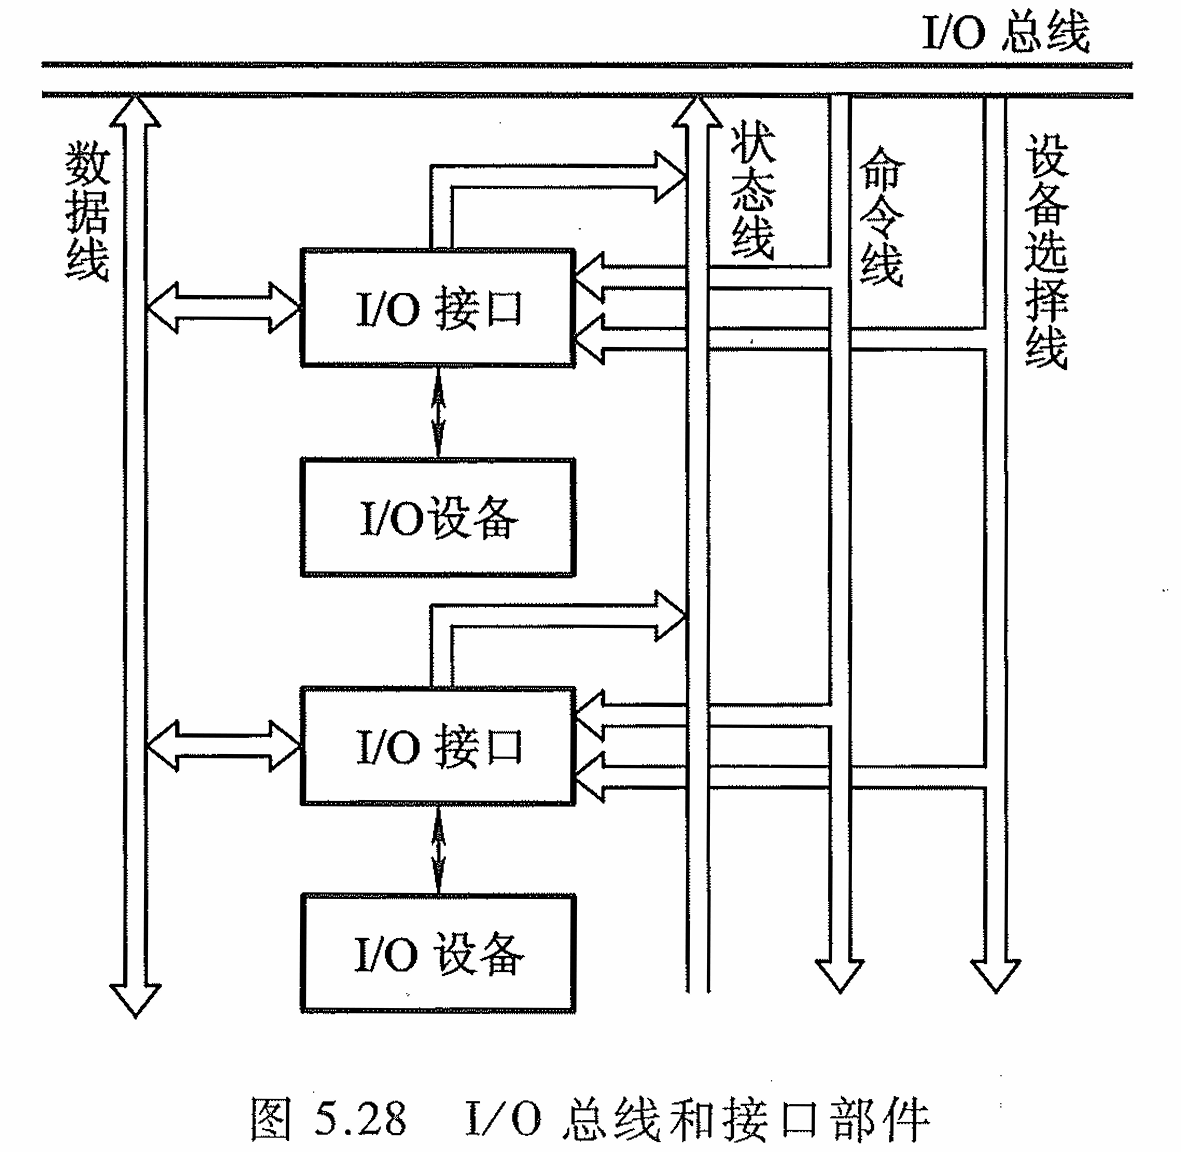 I/O 总线
数据线
状态线
命令线
设备选择线
I/O 接口
I/O设备
I/O 接口
I/O 设备
图 5.28 I/O 总线和接口部件